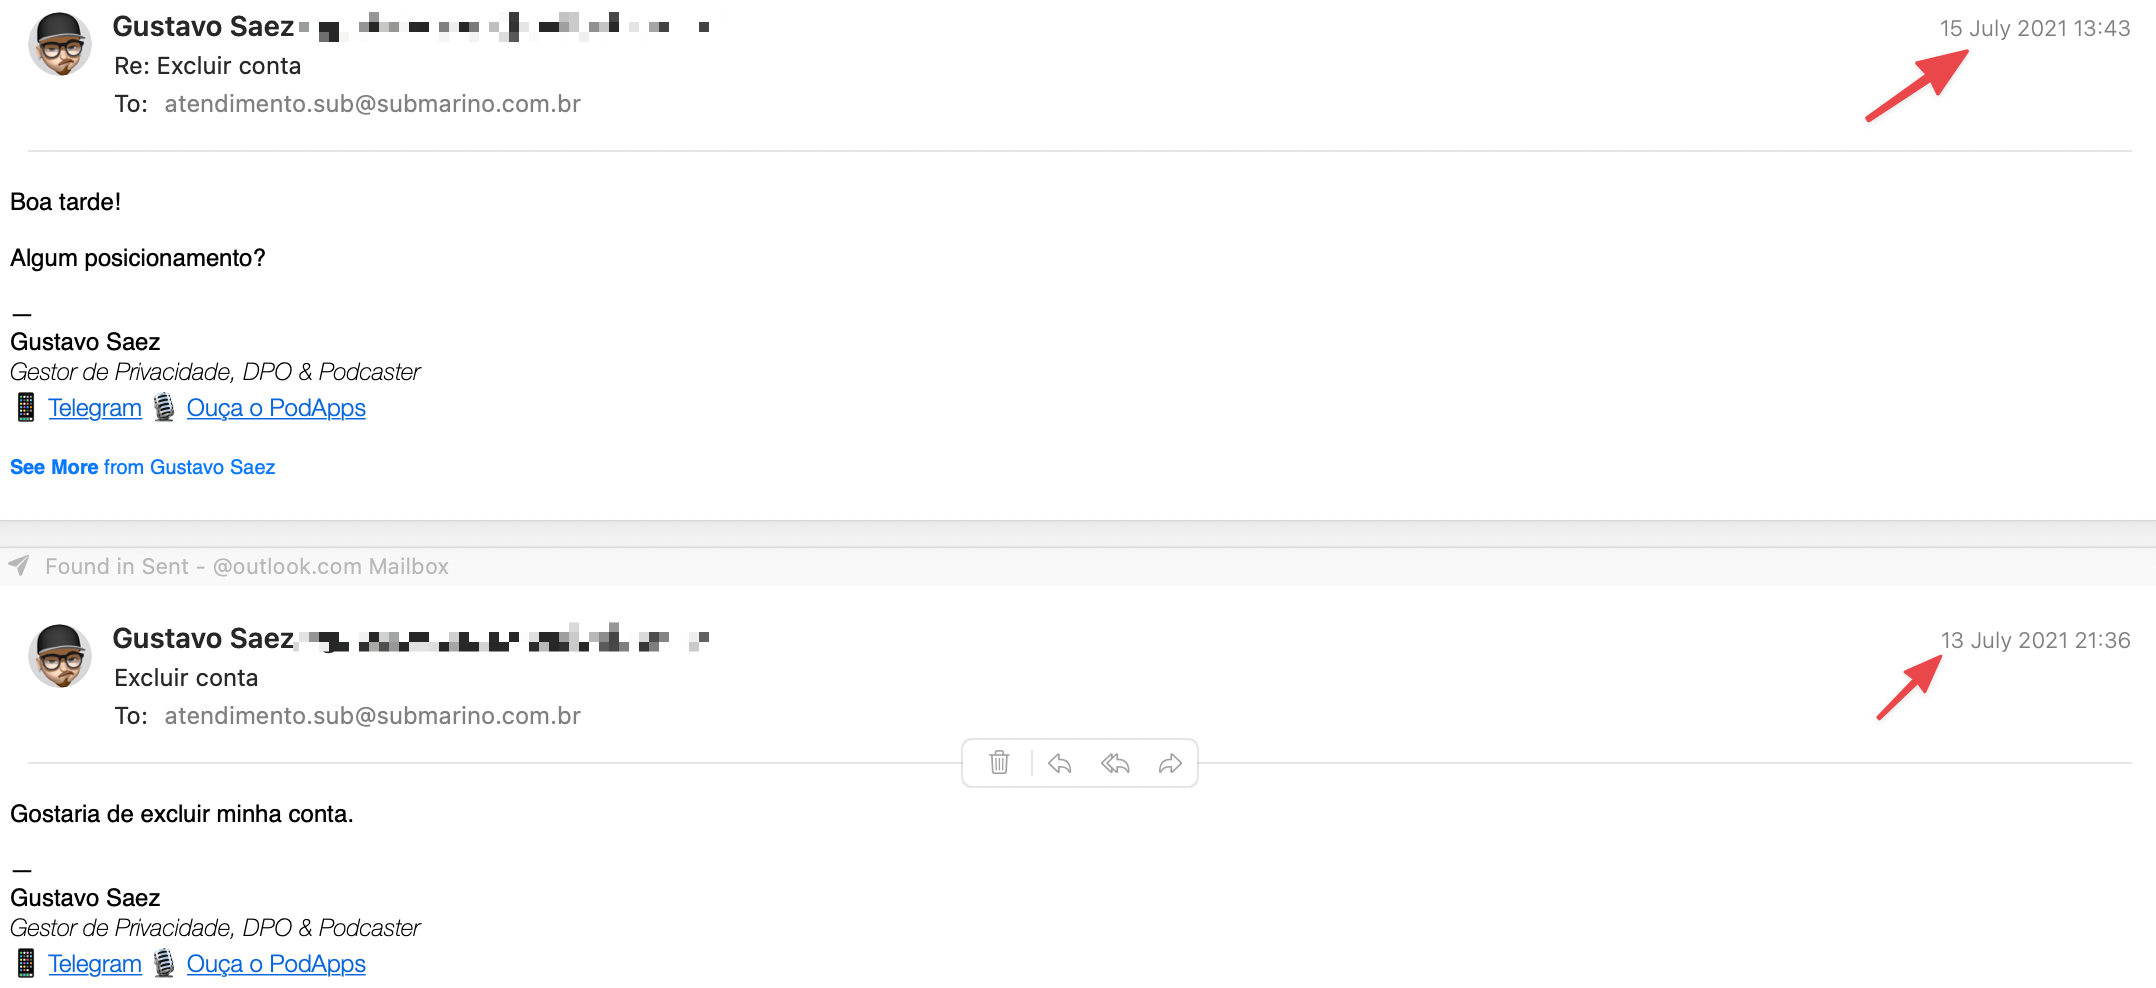 Gustavo Saez
15 July 2021 13:43
Re: Excluir conta
To: atendimento.sub@submarino.com.br
Boa tarde!
Algum posicionamento?
—
Gustavo Saez
Gestor de Privacidade, DPO & Podcaster
📱 Telegram 🎙 Ouça o PodApps
See More from Gustavo Saez
Found in Sent - @outlook.com Mailbox
Gustavo Saez
13 July 2021 21:36
Excluir conta
To: atendimento.sub@submarino.com.br
Gostaria de excluir minha conta.
—
Gustavo Saez
Gestor de Privacidade, DPO & Podcaster
📱 Telegram 🎙 Ouça o PodApps